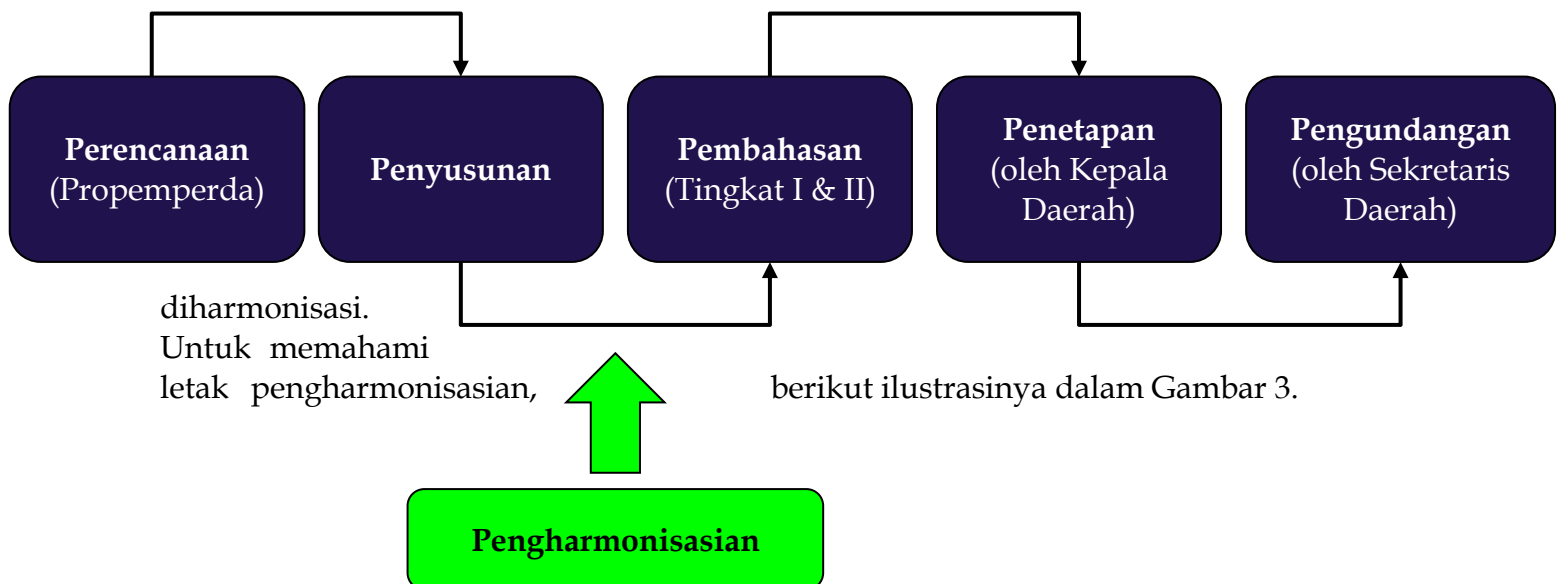 Perencanaan
(Propemperda)
Penyusunan
Pembahasan
(Tingkat I & II)
Penetapan
(oleh Kepala
Daerah)
Pengundangan
(oleh Sekretaris
Daerah)
diharmonisasi.
Untuk memahami
letak pengharmonisasian, berikut ilustrasinya dalam Gambar 3.
Pengharmonisasian